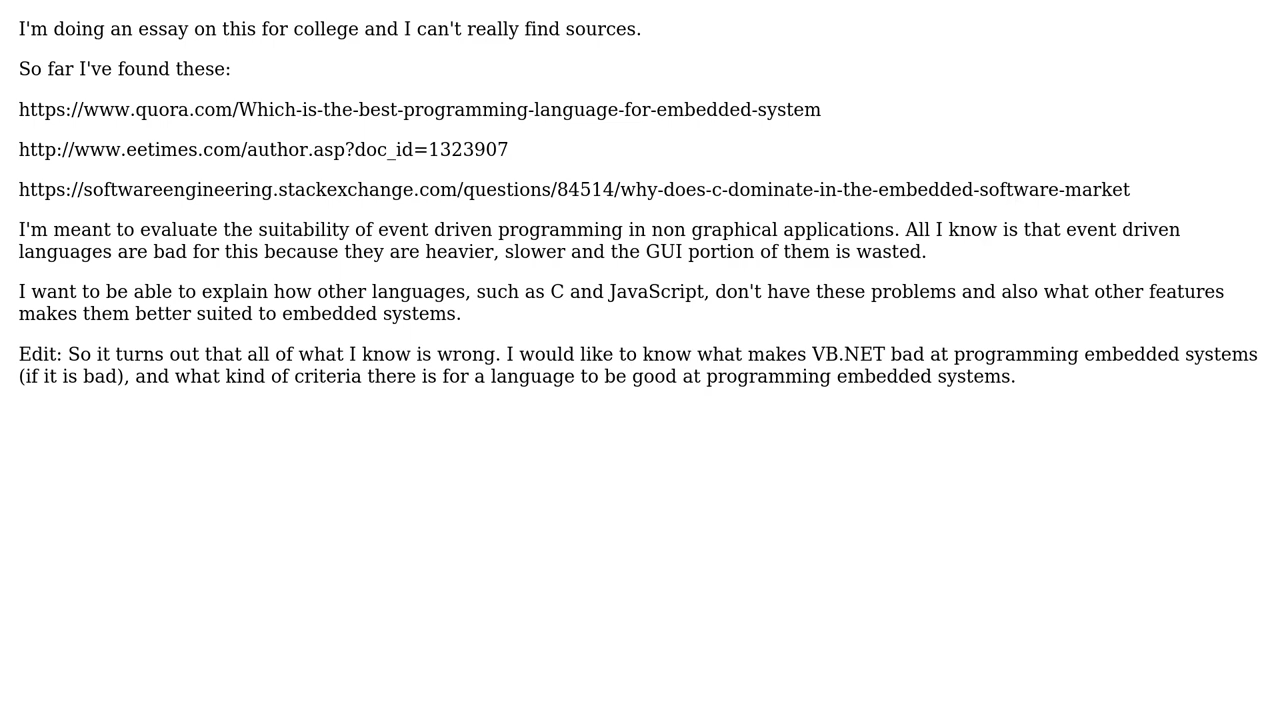 I'm doing an essay on this for college and I can't really find sources.
So far I've found these:
https://www.quora.com/Which-is-the-best-programming-language-for-embedded-system
http://www.eetimes.com/author.asp?doc_id=1323907
https://softwareengineering.stackexchange.com/questions/84514/why-does-c-dominate-in-the-embedded-software-market
I'm meant to evaluate the suitability of event driven programming in non graphical applications. All I know is that event driven
languages are bad for this because they are heavier, slower and the GUI portion of them is wasted.
I want to be able to explain how other languages, such as C and JavaScript, don't have these problems and also what other features
makes them better suited to embedded systems.
Edit: So it turns out that all of what I know is wrong. I would like to know what makes VB.NET bad at programming embedded systems
(if it is bad), and what kind of criteria there is for a language to be good at programming embedded systems.